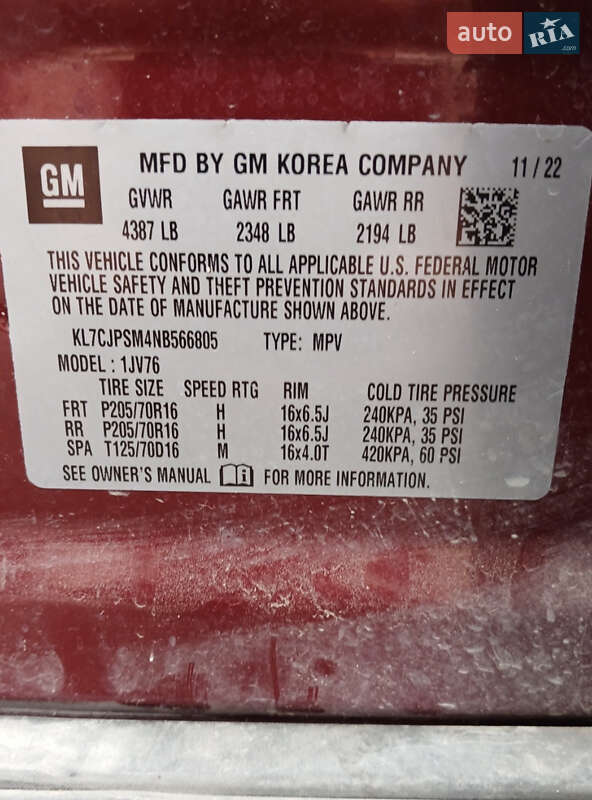 auto RIA.com
GM MFD BY GM KOREA COMPANY 11/22
GVWR GAWR FRT GAWR RR
4387 LB 2348 LB 2194 LB
THIS VEHICLE CONFORMS TO ALL APPLICABLE U.S. FEDERAL MOTOR
VEHICLE SAFETY AND THEFT PREVENTION STANDARDS IN EFFECT
ON THE DATE OF MANUFACTURE SHOWN ABOVE.
KL7CJPSM4NB566805 TYPE: MPV
MODEL : 1JV76
TIRE SIZE SPEED RTG RIM COLD TIRE PRESSURE
FRT P205/70R16 H 16x6.5J 240KPA, 35 PSI
RR P205/70R16 H 16x6.5J 240KPA, 35 PSI
SPA T125/70D16 M 16x4.0T 420KPA, 60 PSI
SEE OWNER'S MANUAL FOR MORE INFORMATION.